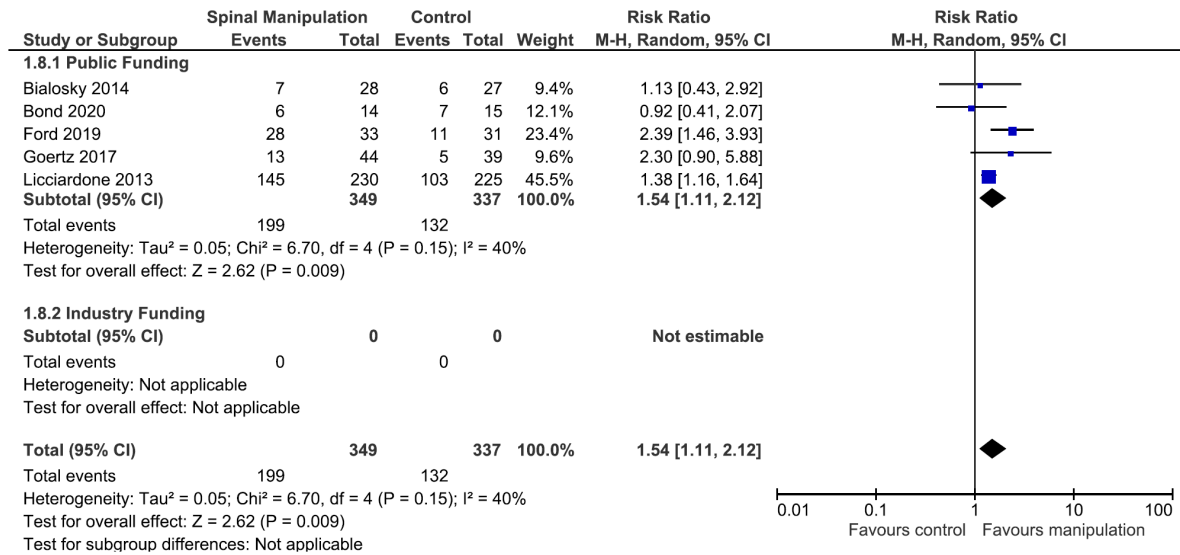 Spinal Manipulation Control Risk Ratio Risk Ratio
Study or Subgroup Events Total Events Total Weight M-H, Random, 95% CI M-H, Random, 95% CI
1.8.1 Public Funding
Bialosky 2014 7 28 6 27 9.4% 1.13 [0.43, 2.92]
Bond 2020 6 14 7 15 12.1% 0.92 [0.41, 2.07]
Ford 2019 28 33 11 31 23.4% 2.39 [1.46, 3.93]
Goertz 2017 13 44 5 39 9.6% 2.30 [0.90, 5.88]
Licciardone 2013 145 230 103 225 45.5% 1.38 [1.16, 1.64]
Subtotal (95% CI) 349 337 100.0% 1.54 [1.11, 2.12]
Total events 199 132
Heterogeneity: Tau² = 0.05; Chi² = 6.70, df = 4 (P = 0.15); I² = 40%
Test for overall effect: Z = 2.62 (P = 0.009)
1.8.2 Industry Funding
Subtotal (95% CI) 0 0 Not estimable
Total events 0 0
Heterogeneity: Not applicable
Test for overall effect: Not applicable
Total (95% CI) 349 337 100.0% 1.54 [1.11, 2.12]
Total events 199 132
Heterogeneity: Tau² = 0.05; Chi² = 6.70, df = 4 (P = 0.15); I² = 40%
Test for overall effect: Z = 2.62 (P = 0.009)
Test for subgroup differences: Not applicable
0.01 0.1 1 10 100
Favours control Favours manipulation